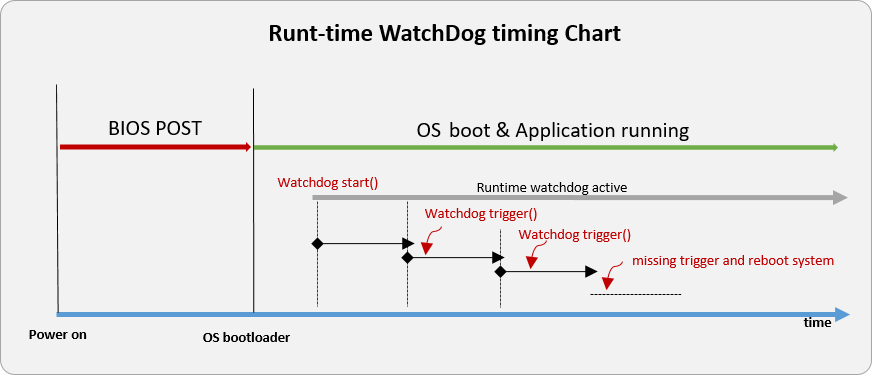 Runt-time WatchDog timing Chart
BIOS POST
OS boot & Application running
Watchdog start()
Runtime watchdog active
Watchdog trigger()
Watchdog trigger()
missing trigger and reboot system
time
Power on
OS bootloader